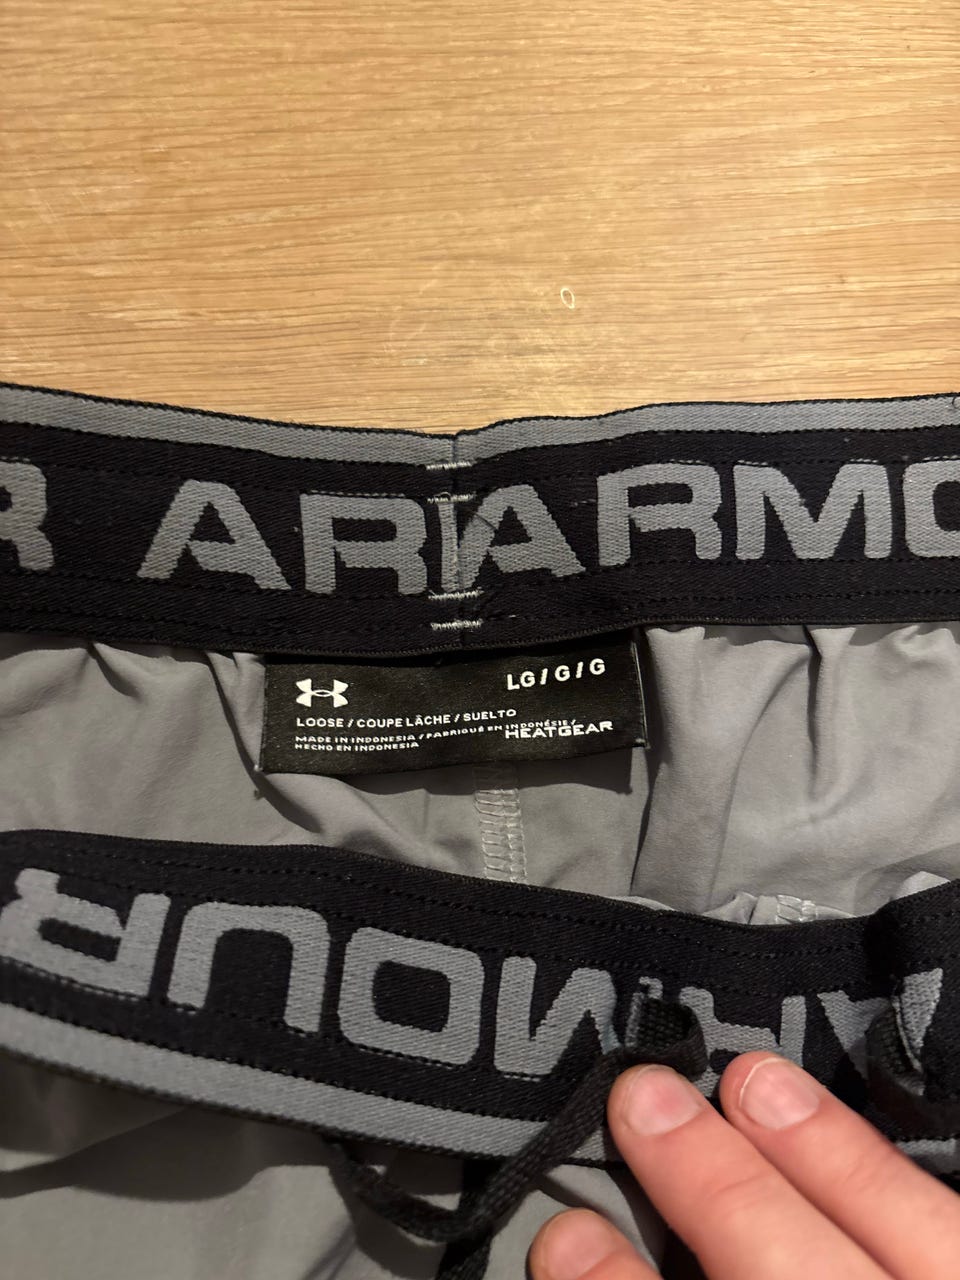 R ARARMO
LG / G / G
LOOSE / COUPE LÂCHE / SUELTO
MADE IN INDONESIA / FABRIQUÉ EN INDONÉSIE /
HECHO EN INDONESIA
HEATGEAR
ARMOUR